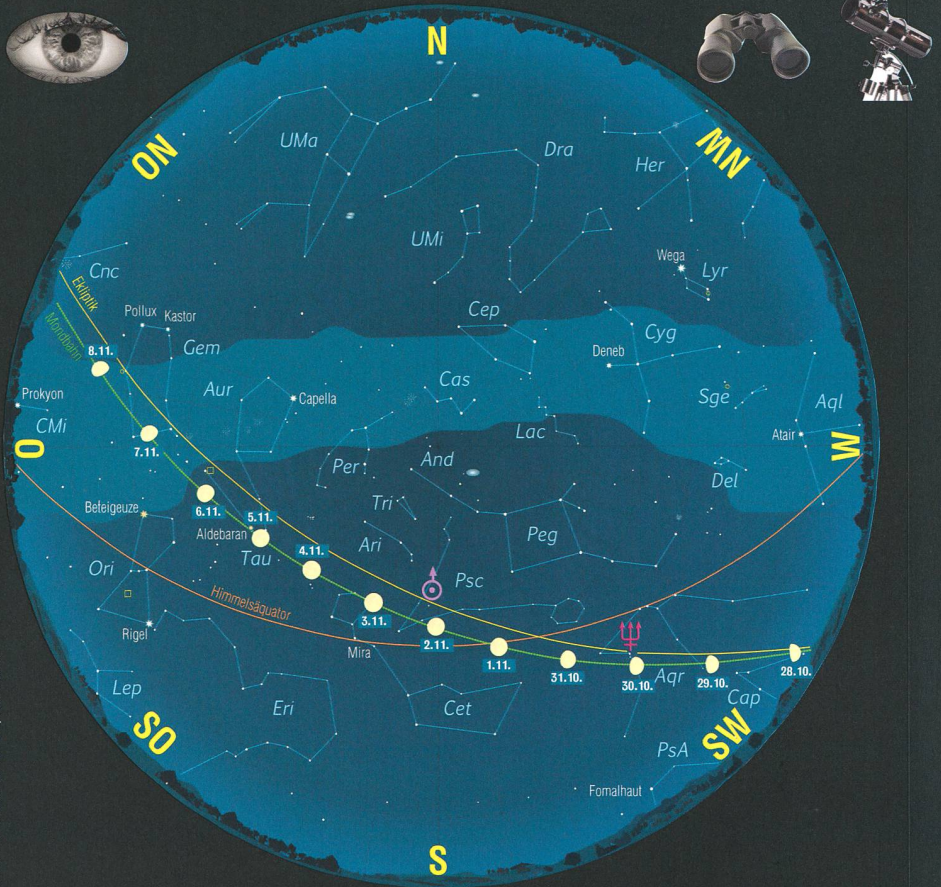 N
NO
NW
UMa
Dra
Her
UMi
Wega
Lyr
Cnc
Ekliptik
Mondbahn
Pollux
Kastor
Cep
Cyg
8.11.
Gem
Deneb
Aur
Cas
Capella
Sge
Prokyon
CMi
Aql
7.11.
Lac
Atair
O
W
Per
And
Del
6.11.
Beteigeuze
5.11.
Tri
Aldebaran
Peg
4.11.
Ari
Tau
Ori
Psc
Himmelsäquator
3.11.
Rigel
2.11.
Mira
1.11.
31.10.
30.10.
Aqr
29.10.
28.10.
Lep
Cap
Eri
Cet
SO
SW
PsA
Fomalhaut
S